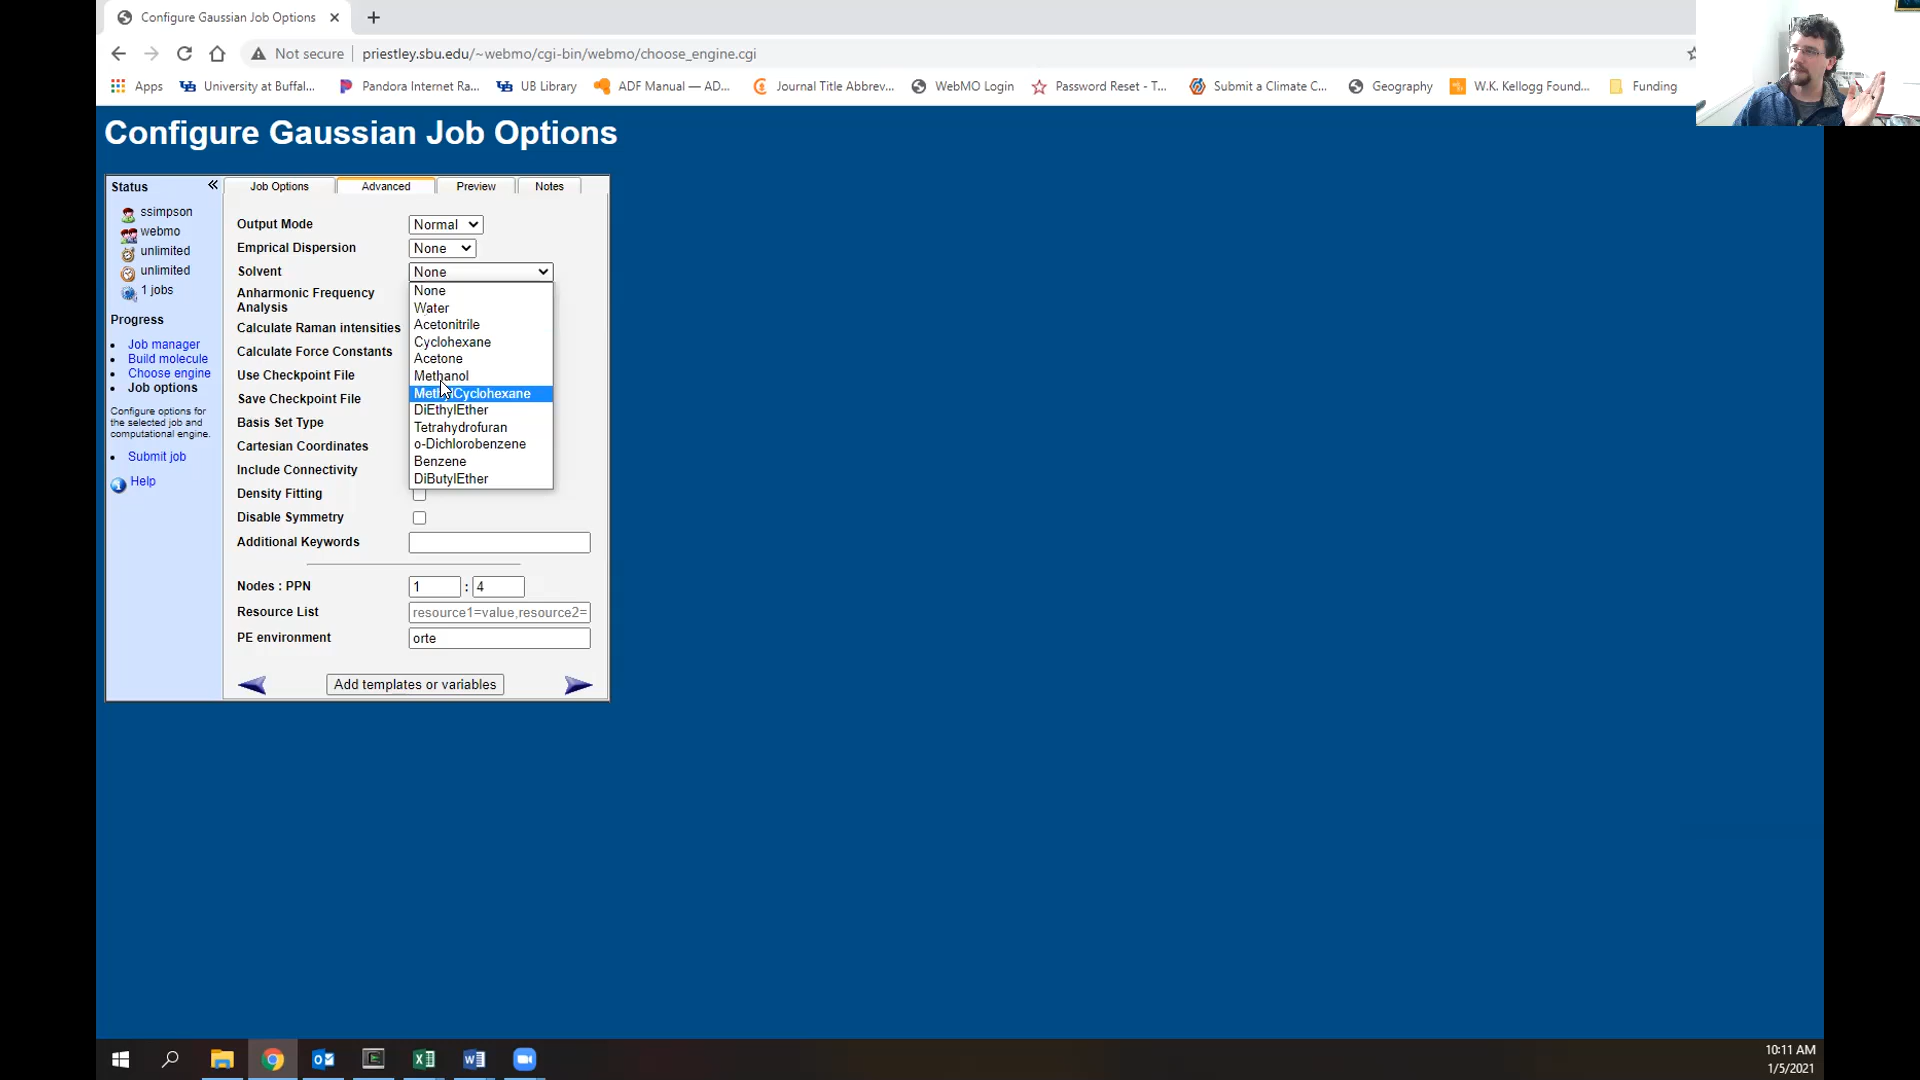 Configure Gaussian Job Options
Not secure
priestley.sbu.edu/~webmo/cgi-bin/webmo/choose_engine.cgi
Apps
University at Buffal...
Pandora Internet Ra...
UB Library
ADF Manual — AD...
Journal Title Abbrev...
WebMO Login
Password Reset - T...
Submit a Climate C...
Geography
W.K. Kellogg Found...
Funding
Configure Gaussian Job Options
Status
ssimpson
webmo
unlimited
unlimited
1 jobs
Progress
Job manager
Build molecule
Choose engine
Job options
Configure options for
the selected job and
computational engine.
Submit job
Help
Job Options
Advanced
Preview
Notes
Output Mode
Normal
Emprical Dispersion
None
Solvent
None
None
Water
Acetonitrile
Cyclohexane
Acetone
Methanol
MethylCyclohexane
DiEthylEther
Tetrahydrofuran
o-Dichlorobenzene
Benzene
DiButylEther
Anharmonic Frequency
Analysis
Calculate Raman intensities
Calculate Force Constants
Use Checkpoint File
Save Checkpoint File
Basis Set Type
Cartesian Coordinates
Include Connectivity
Density Fitting
Disable Symmetry
Additional Keywords
Nodes : PPN
1 : 4
Resource List
resource1=value,resource2=
PE environment
orte
Add templates or variables
10:11 AM
1/5/2021